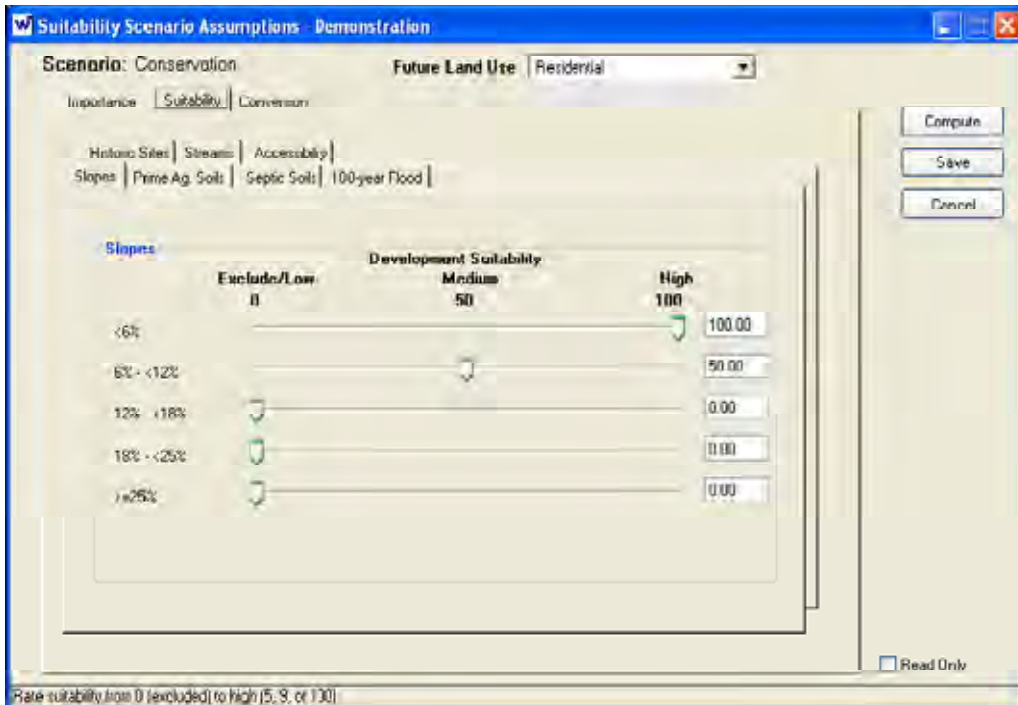 Suitability Scenario Assumptions - Demonstration
Scenario: Conservation Future Land Use Residential
Importance Suitability Conversion
Compute
Historic Sites Streams Accessibility
Save
Slopes Prime Ag. Soils Septic Soils 100-year Flood
Cancel
Slopes
Development Suitability
Exclude/Low Medium High
0 50 100
<6% 100.00
6% - <12% 50.00
12% - <18% 0.00
18% - <25% 0.00
>=25% 0.00
Read Only
Rate suitability from 0 (excluded) to high (5, 9, or 100)